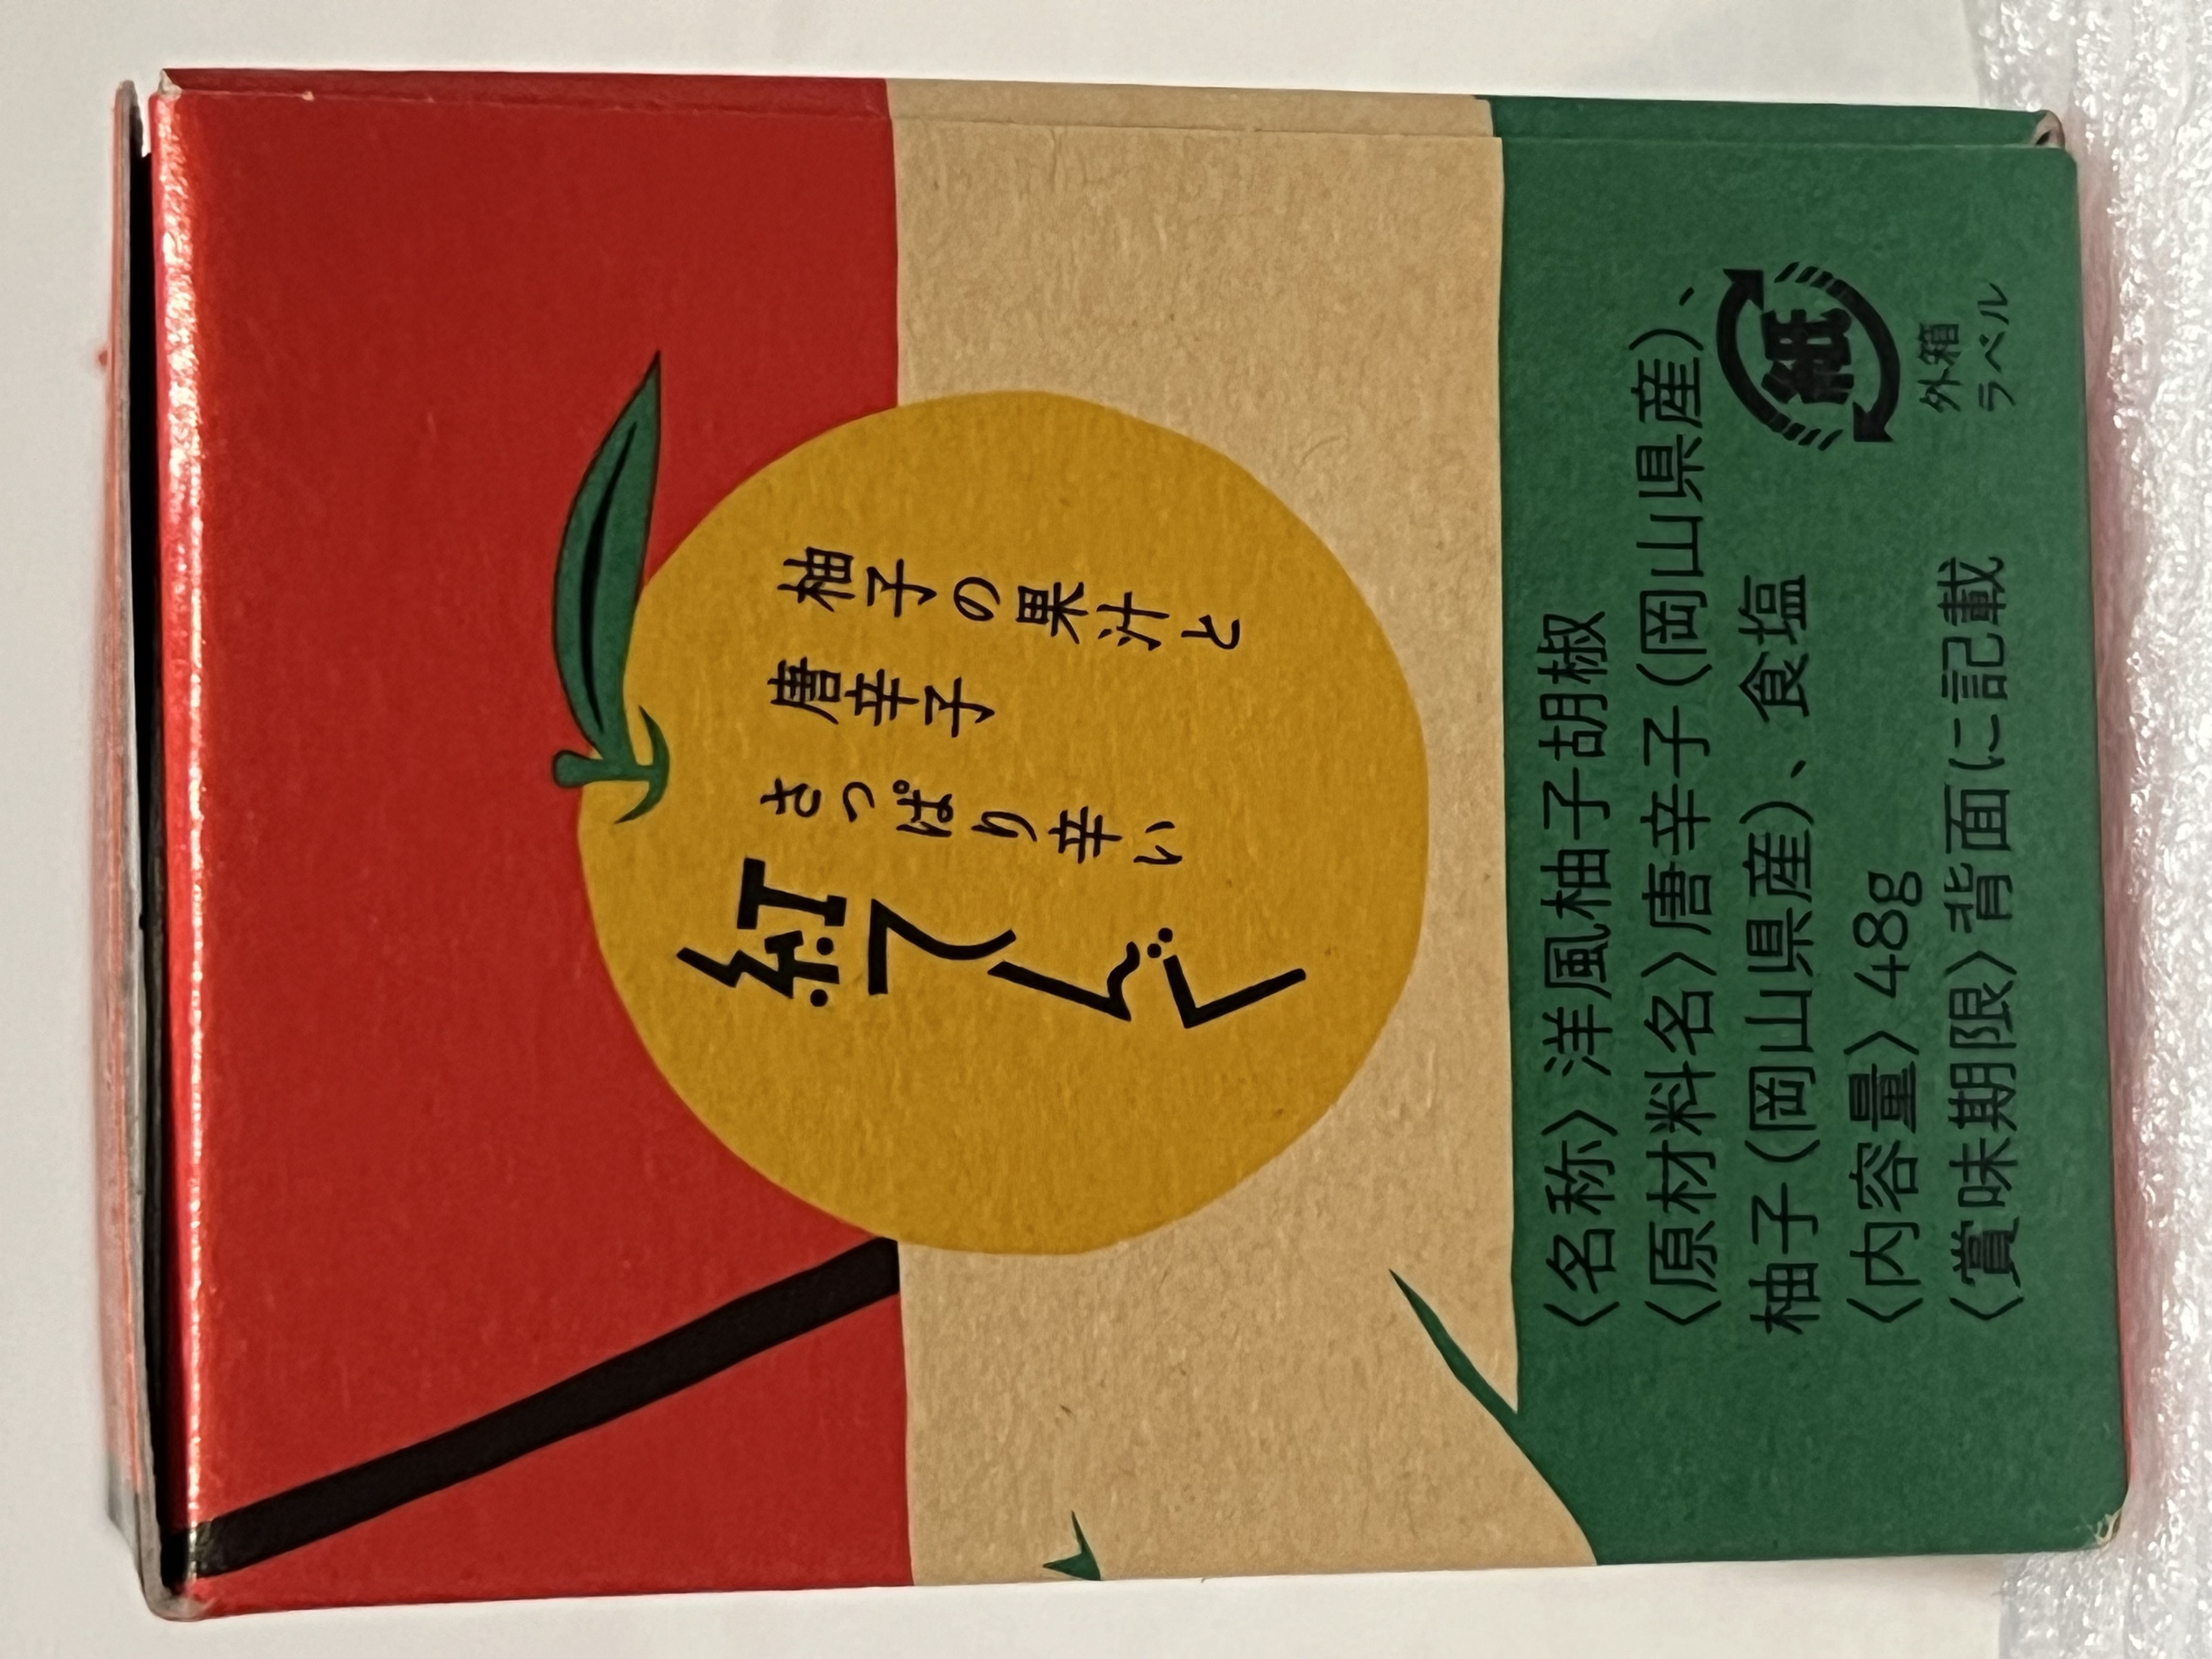 柚子の果汁と
唐辛子
さっぱり辛い
紅てんぐ
〈名称〉洋風柚子胡椒
〈原材料名〉唐辛子（岡山県産）、
柚子（岡山県産）、食塩
〈内容量〉48g
〈賞味期限〉背面に記載
紙
外箱
ラベル